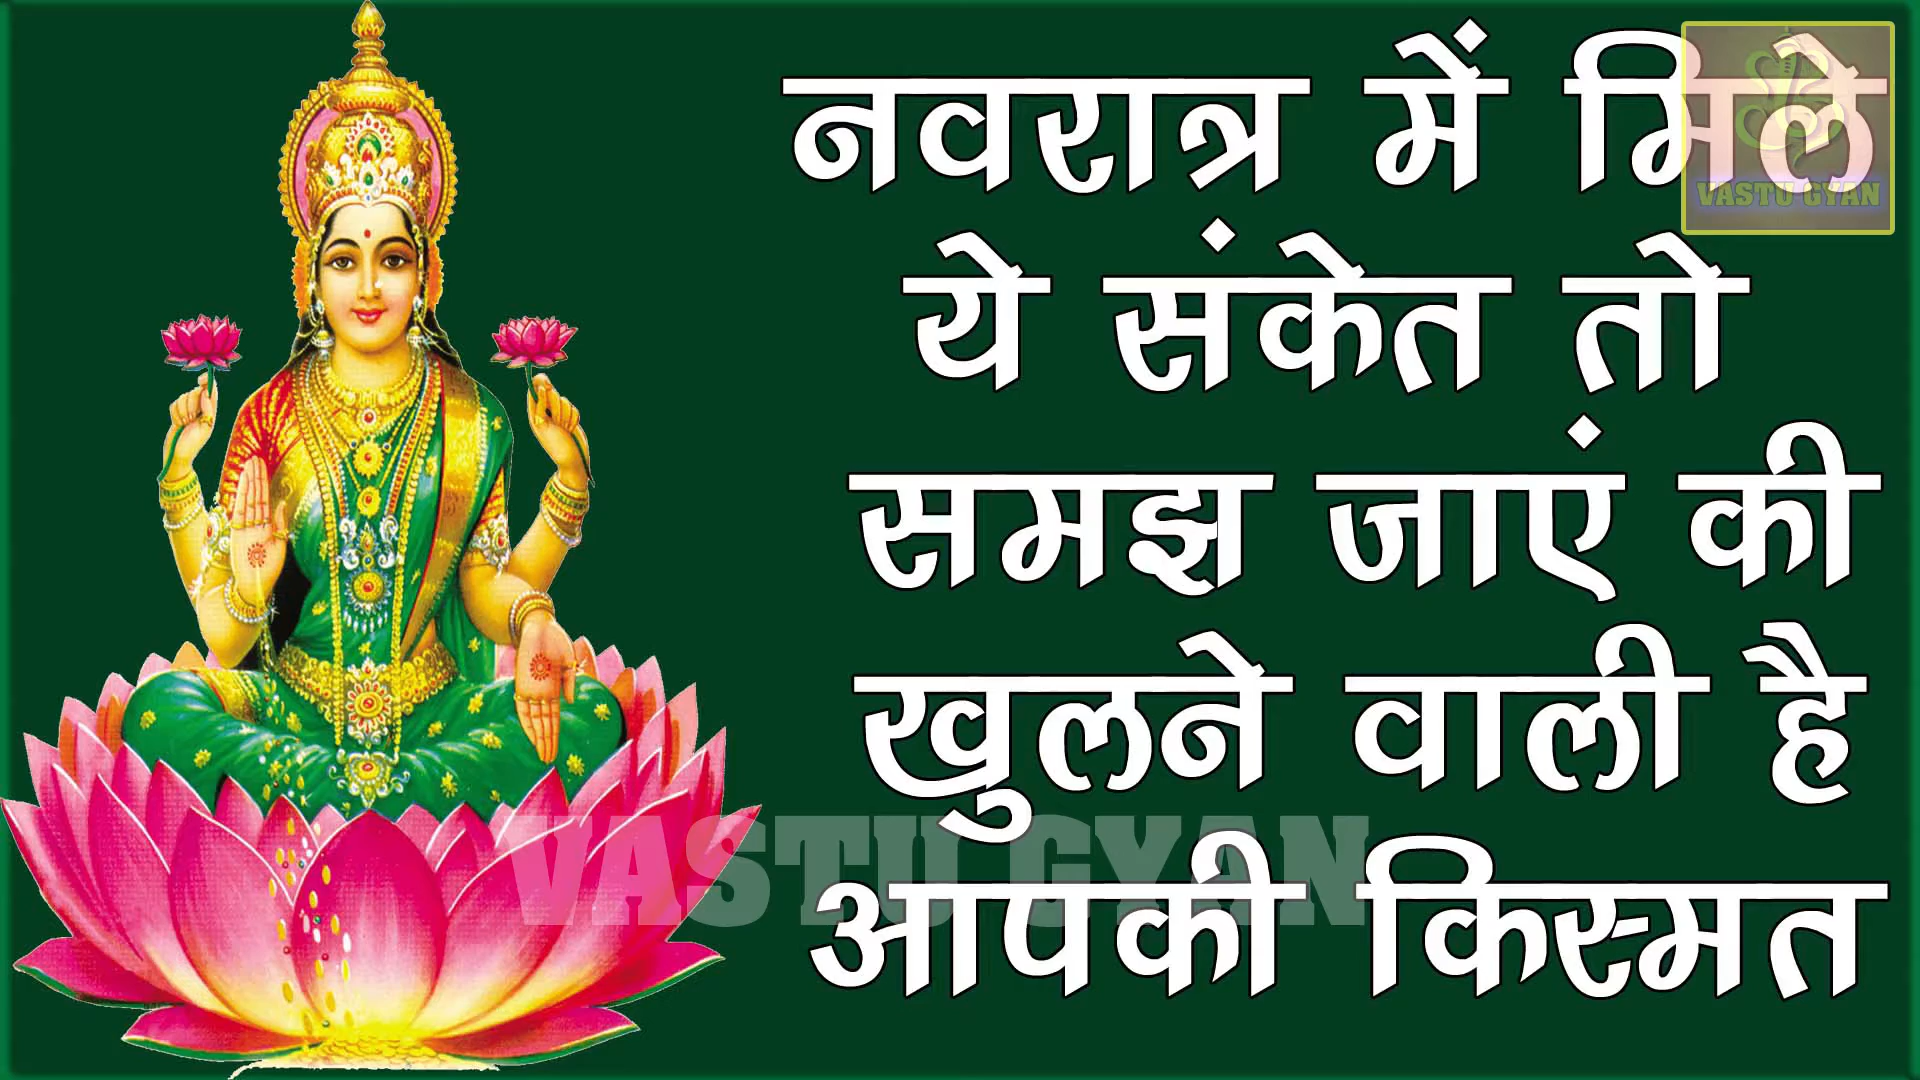 नवरात्र में मिले
VASTU GYAN
ये संकेत तो
समझ जाएं की
खुलने वाली है
VASTU GYAN
आपकी किस्मत